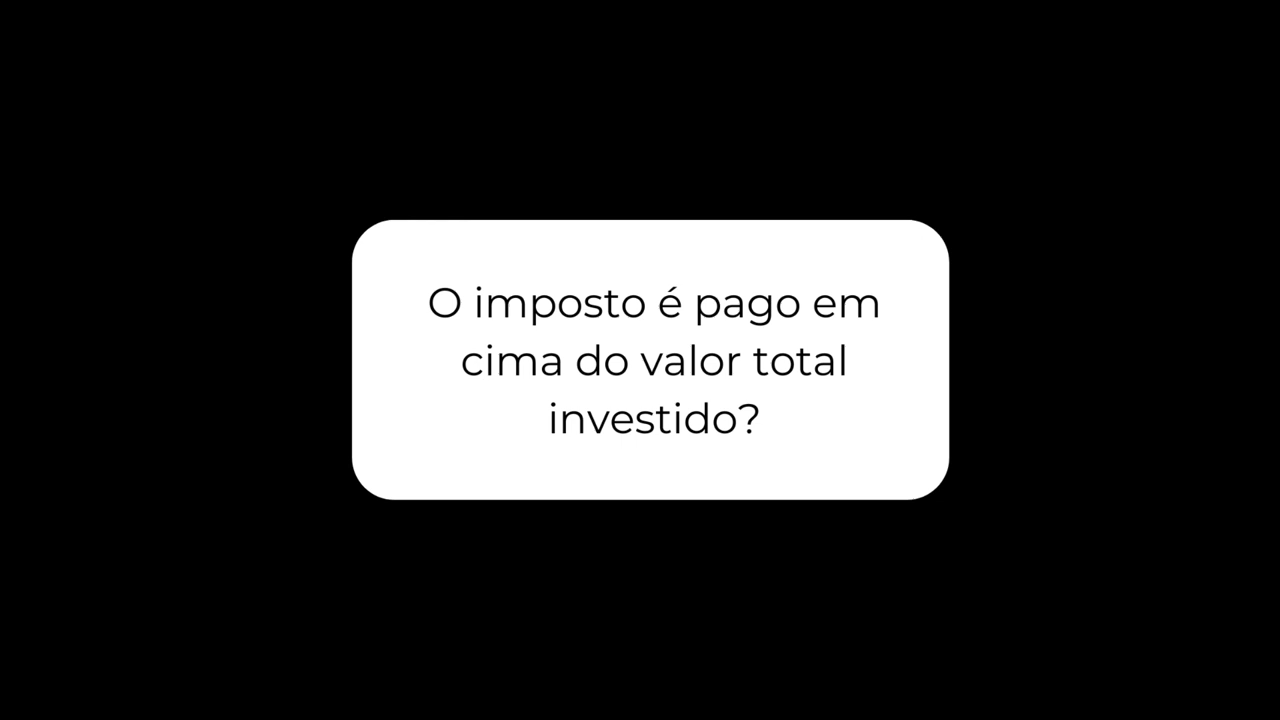 O imposto é pago em
cima do valor total
investido?